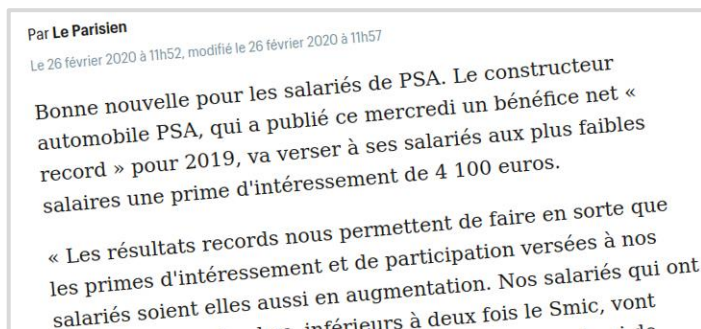 Par Le Parisien
Le 26 février 2020 à 11h52, modifié le 26 février 2020 à 11h57
Bonne nouvelle pour les salariés de PSA. Le constructeur
automobile PSA, qui a publié ce mercredi un bénéfice net «
record » pour 2019, va verser à ses salariés aux plus faibles
salaires une prime d'intéressement de 4 100 euros.
« Les résultats records nous permettent de faire en sorte que
les primes d'intéressement et de participation versées à nos
salariés soient elles aussi en augmentation. Nos salariés qui ont
inférieurs à deux fois le Smic, vont